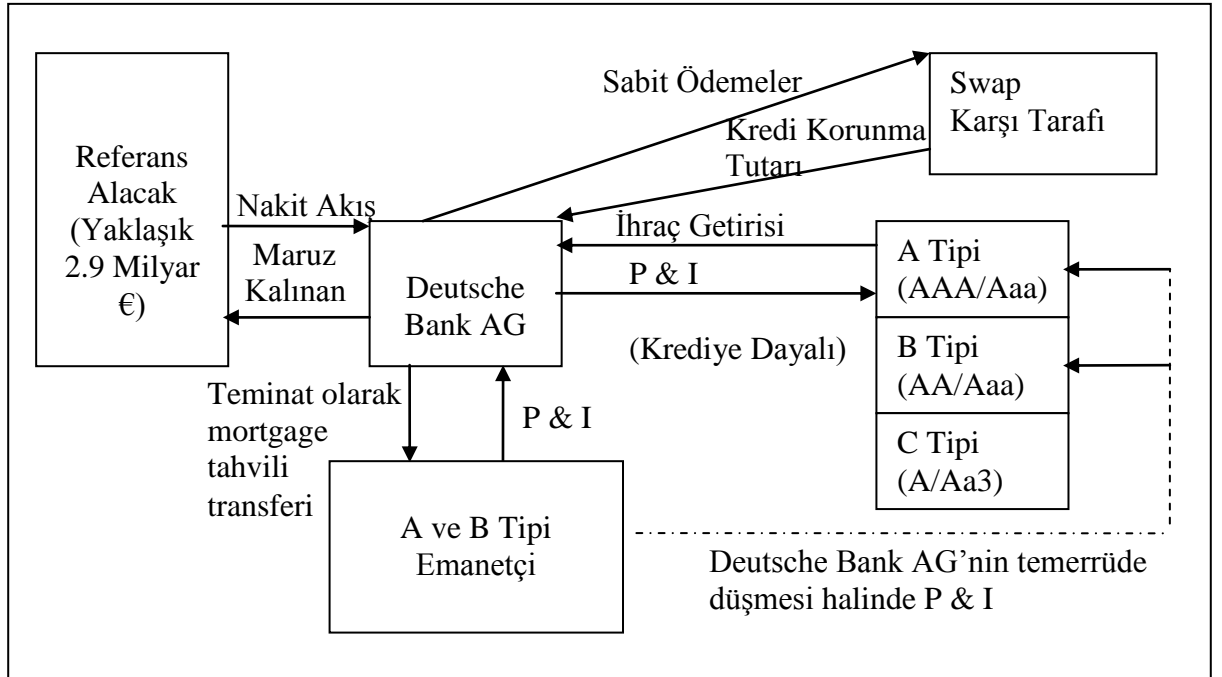 Sabit Ödemeler
Swap
Karşı Tarafı
Kredi Korunma
Tutarı
Referans
Alacak
(Yaklaşık
2.9 Milyar
€)
Nakit Akış
Maruz
Kalınan
Deutsche
Bank AG
İhraç Getirisi
P & I
(Krediye Dayalı)
A Tipi
(AAA/Aaa)
B Tipi
(AA/Aaa)
C Tipi
(A/Aa3)
Teminat olarak
mortgage
tahvili
transferi
P & I
A ve B Tipi
Emanetçi
Deutsche Bank AG’nin temerrüde
düşmesi halinde P & I